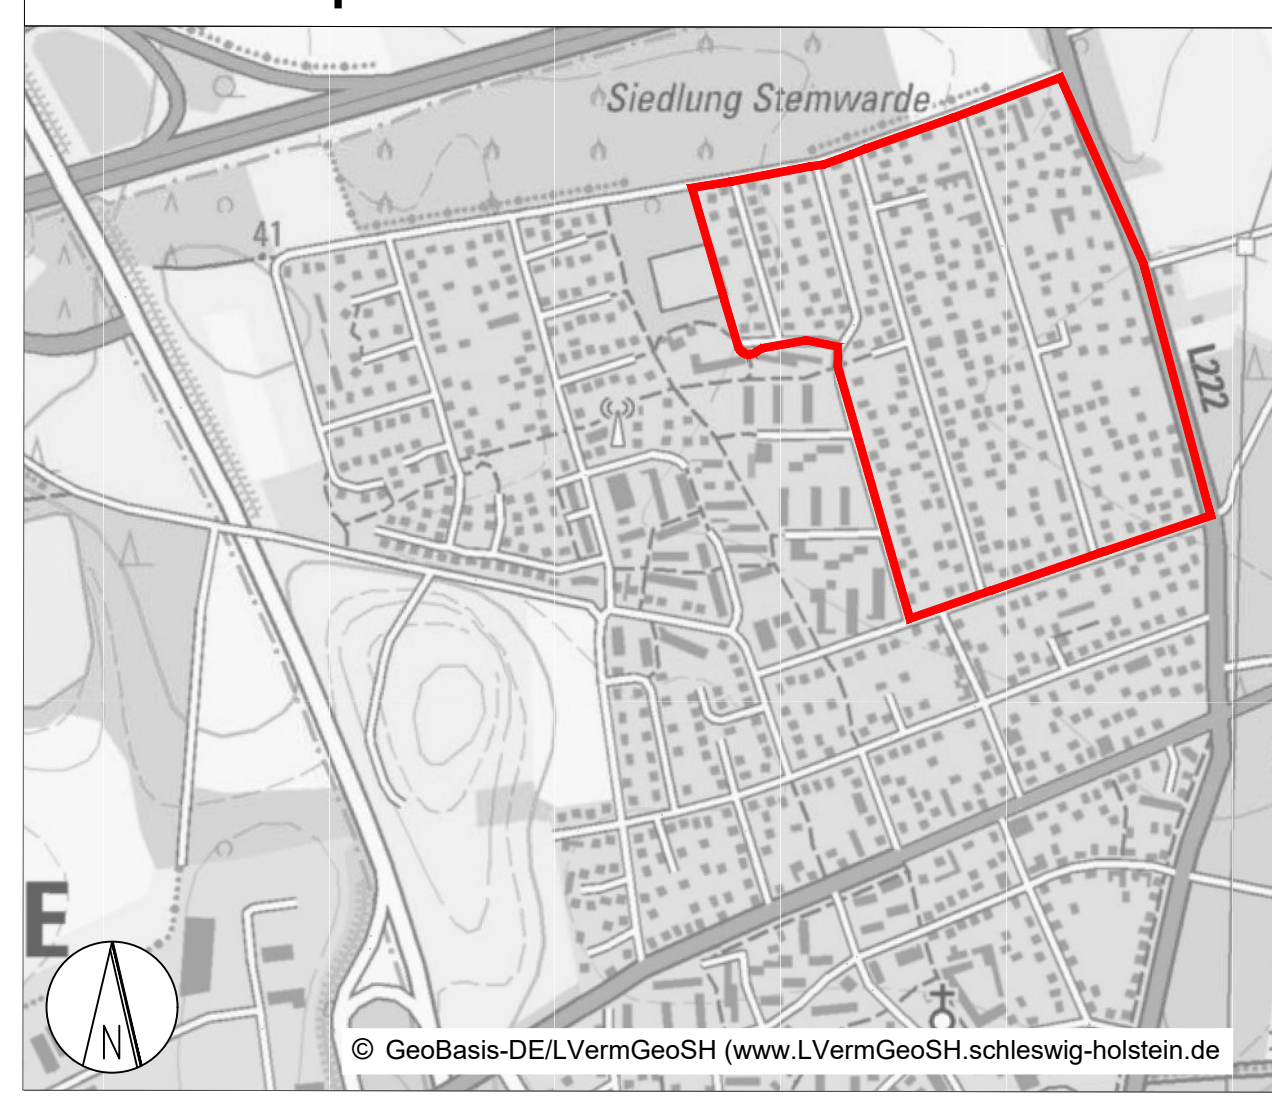 Siedlung Stemwarde
41
L222
E
N
© GeoBasis-DE/LVermGeoSH (www.LVermGeoSH.schleswig-holstein.de